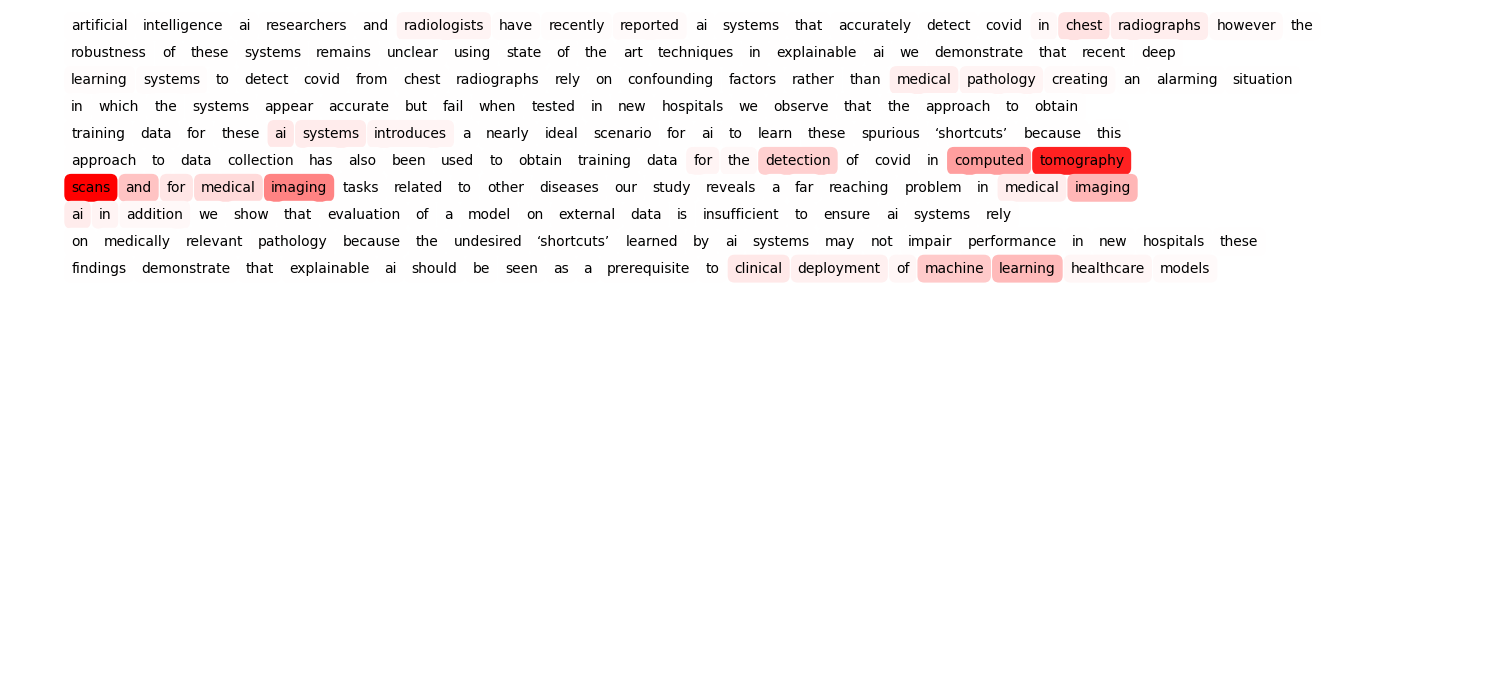 artificial intelligence ai researchers and radiologists have recently reported ai systems that accurately detect covid in chest radiographs however the
robustness of these systems remains unclear using state of the art techniques in explainable ai we demonstrate that recent deep
learning systems to detect covid from chest radiographs rely on confounding factors rather than medical pathology creating an alarming situation
in which the systems appear accurate but fail when tested in new hospitals we observe that the approach to obtain
training data for these ai systems introduces a nearly ideal scenario for ai to learn these spurious ‘shortcuts’ because this
approach to data collection has also been used to obtain training data for the detection of covid in computed tomography
scans and for medical imaging tasks related to other diseases our study reveals a far reaching problem in medical imaging
ai in addition we show that evaluation of a model on external data is insufficient to ensure ai systems rely
on medically relevant pathology because the undesired ‘shortcuts’ learned by ai systems may not impair performance in new hospitals these
findings demonstrate that explainable ai should be seen as a prerequisite to clinical deployment of machine learning healthcare models